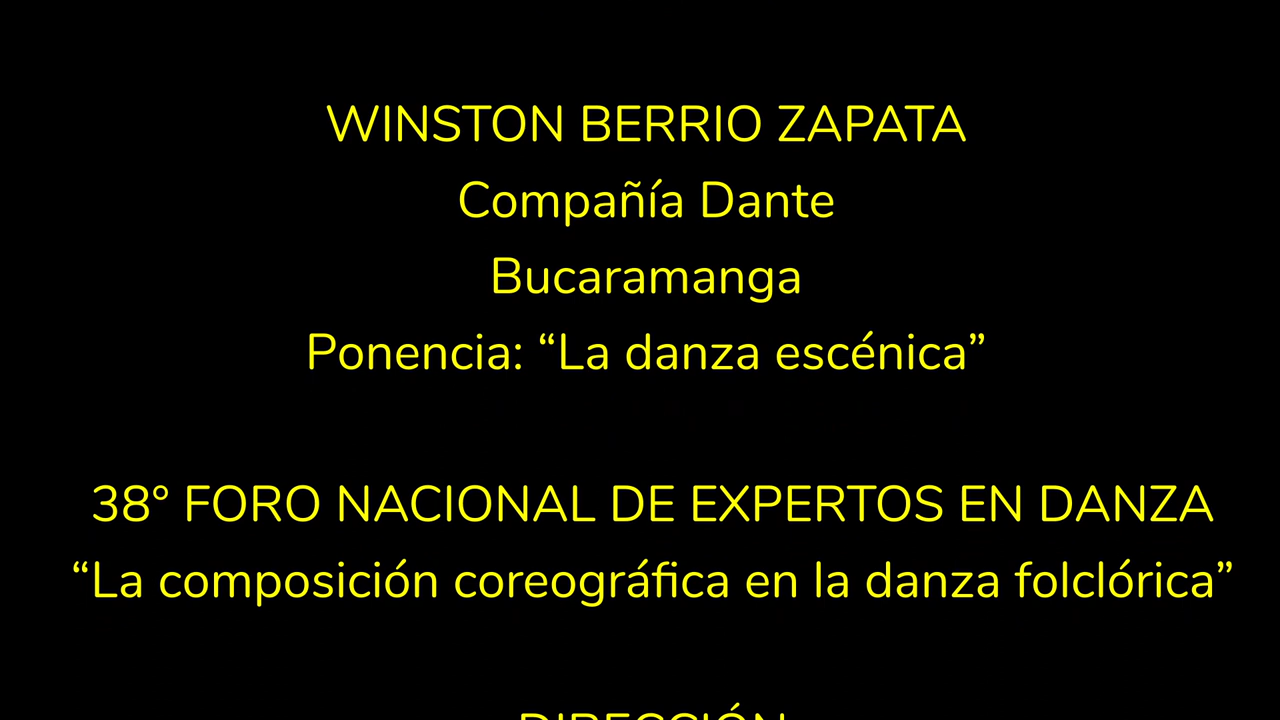 WINSTON BERRIO ZAPATA
Compañía Dante
Bucaramanga
Ponencia: “La danza escénica”
38° FORO NACIONAL DE EXPERTOS EN DANZA
“La composición coreográfica en la danza folclórica”
DIRECCIÓN